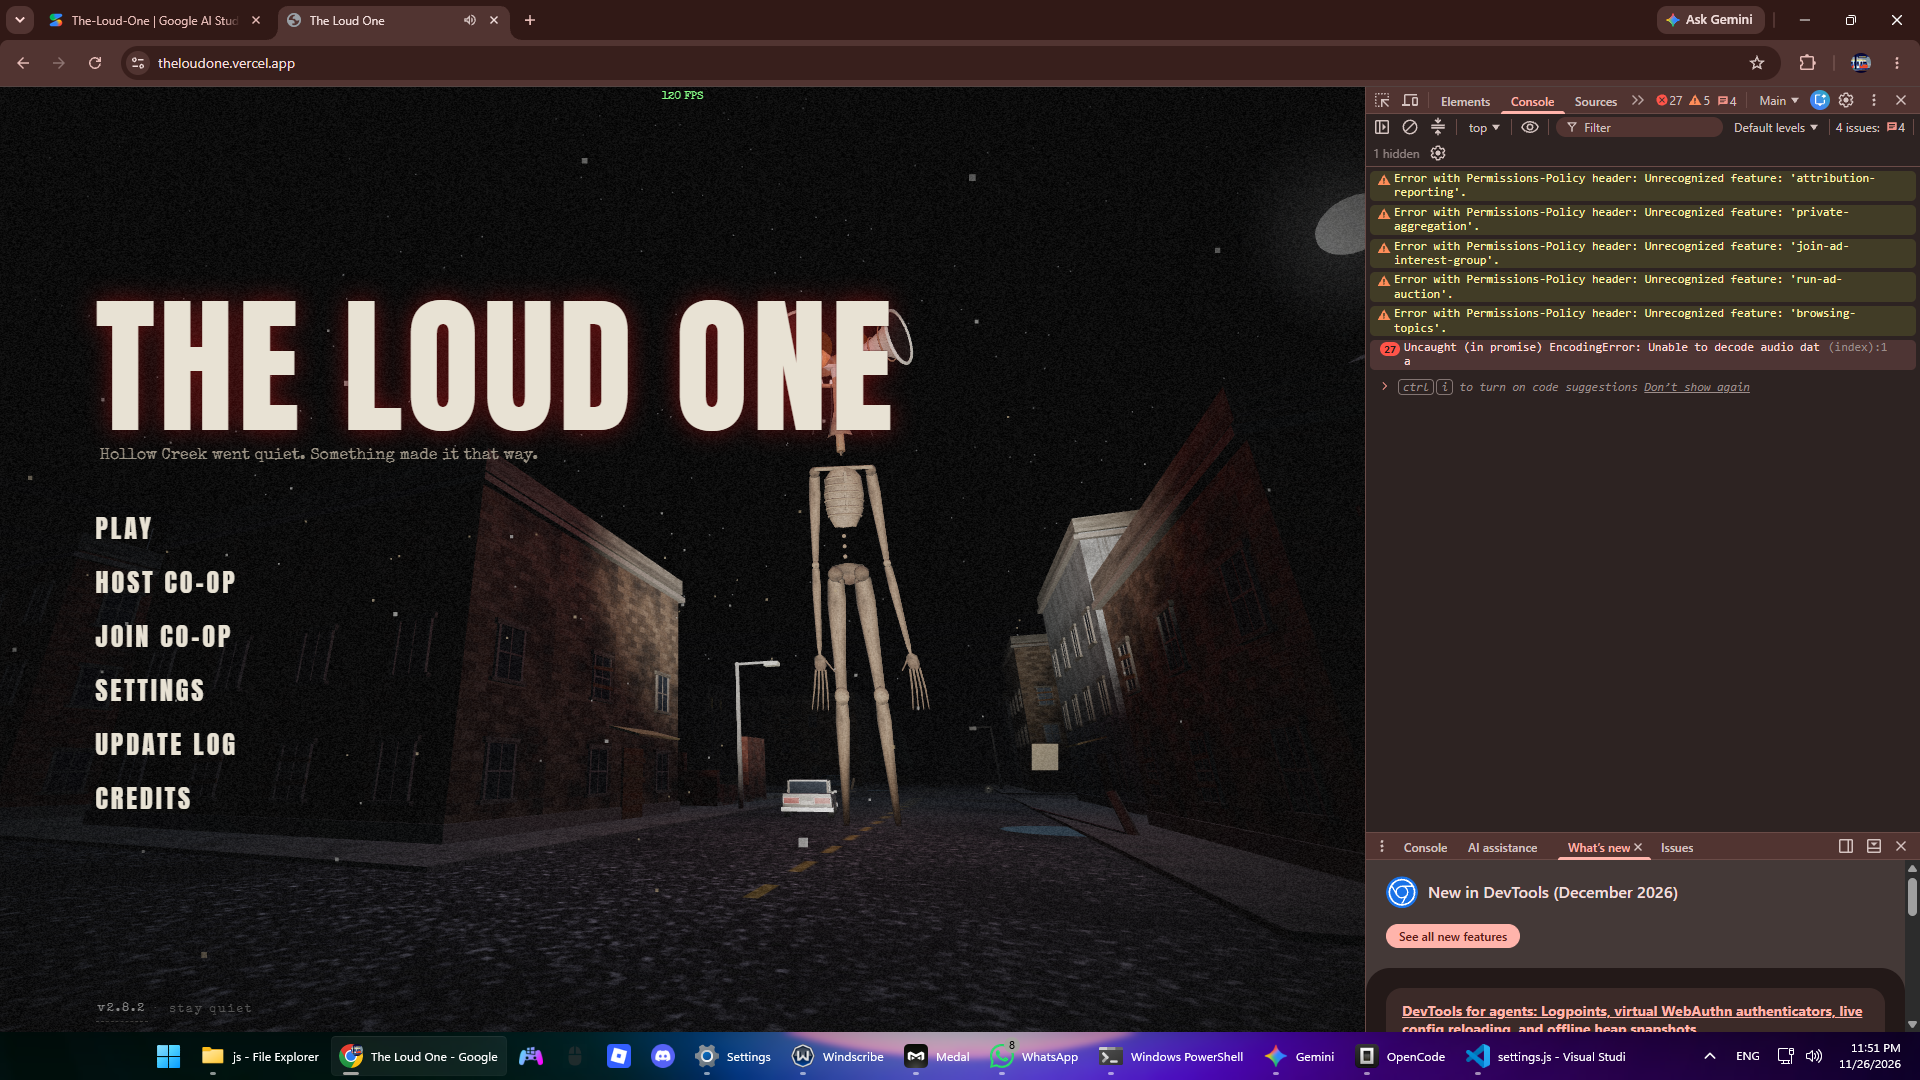 The-Loud-One | Google AI Stud
The Loud One
Ask Gemini
theloudone.vercel.app
120 FPS
THE LOUD ONE
Hollow Creek went quiet. Something made it that way.
PLAY
HOST CO-OP
JOIN CO-OP
SETTINGS
UPDATE LOG
CREDITS
v2.8.2 · stay quiet
Elements
Console
Sources
27
5
4
Main
top
Filter
Default levels
4 issues:
4
1 hidden
Error with Permissions-Policy header: Unrecognized feature: 'attribution-
reporting'.
Error with Permissions-Policy header: Unrecognized feature: 'private-
aggregation'.
Error with Permissions-Policy header: Unrecognized feature: 'join-ad-
interest-group'.
Error with Permissions-Policy header: Unrecognized feature: 'run-ad-
auction'.
Error with Permissions-Policy header: Unrecognized feature: 'browsing-
topics'.
27 Uncaught (in promise) EncodingError: Unable to decode audio dat (index):1
a
ctrl i to turn on code suggestions Don't show again
Console
AI assistance
What's new
Issues
New in DevTools (December 2026)
See all new features
DevTools for agents: Logpoints, virtual WebAuthn authenticators, live
config reloading, and offline heap snapshots
js - File Explorer
The Loud One - Google
Settings
Windscribe
Medal
8
WhatsApp
Windows PowerShell
Gemini
OpenCode
settings.js - Visual Studi
ENG
11:51 PM
11/26/2026